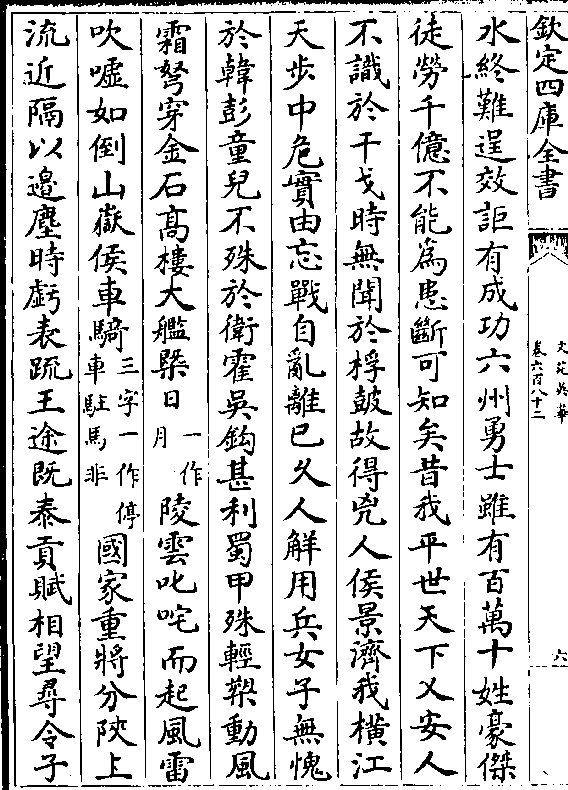 欽定四庫全書
文苑英華
卷六百八十二
六
水終難逞效詎有成功六州勇士雖有百萬十姓豪傑
徒勞千億不能為患斷可知矣昔我平世天下乂安人
不識於干戈時無聞於桴鼓故得兇人侯景濟我橫江
天步中危實由忘戰自亂離已久人解用兵女子無愧
於韓彭童兒不殊於衛霍吳鈎甚利蜀甲殊輕槊動風
霜弩穿金石高樓大艦槩日一作月陵雲叱咤而起風雷
吹噓如倒山嶽侯車騎三字一作停車駐馬非國家重將分陜上
流近隔以邉塵時虧表疏王途既泰貢賦相望尋令子